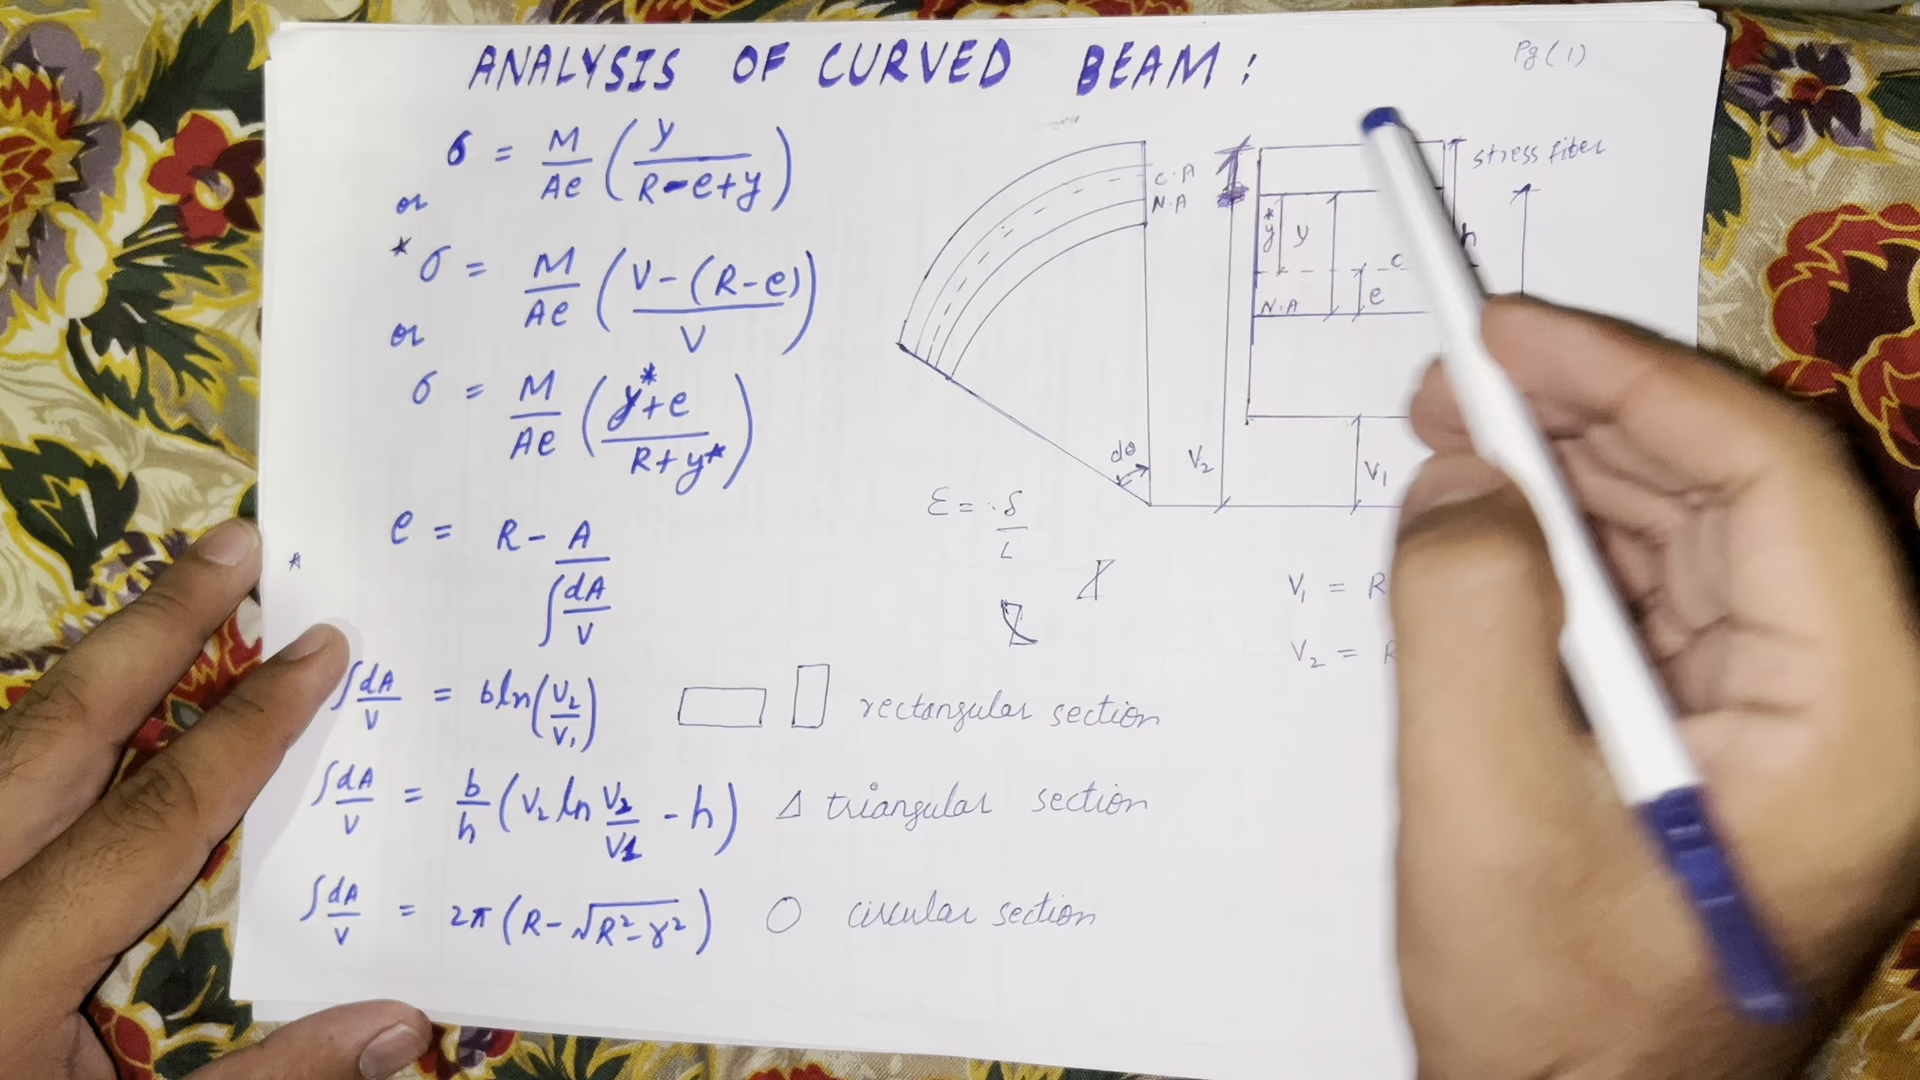 ANALYSIS OF CURVED BEAM :
Pg (1)
σ = M/Ae ( y / R-e+y )
or
* σ = M/Ae ( V-(R-e) / V )
or
σ = M/Ae ( y*+e / R+y* )
e = R - A / ∫ dA/V
∫ dA/V = b ln ( V2/V1 ) rectangular section
∫ dA/V = b/h ( V2 ln V2/V1 - h ) Δ triangular section
∫ dA/V = 2π ( R - √R²-r² ) circular section
C.A
N.A
dθ
ε = δ/L
stress fiber
y*
y
h
e
N.A
V2
V1
V1 = R
V2 = R